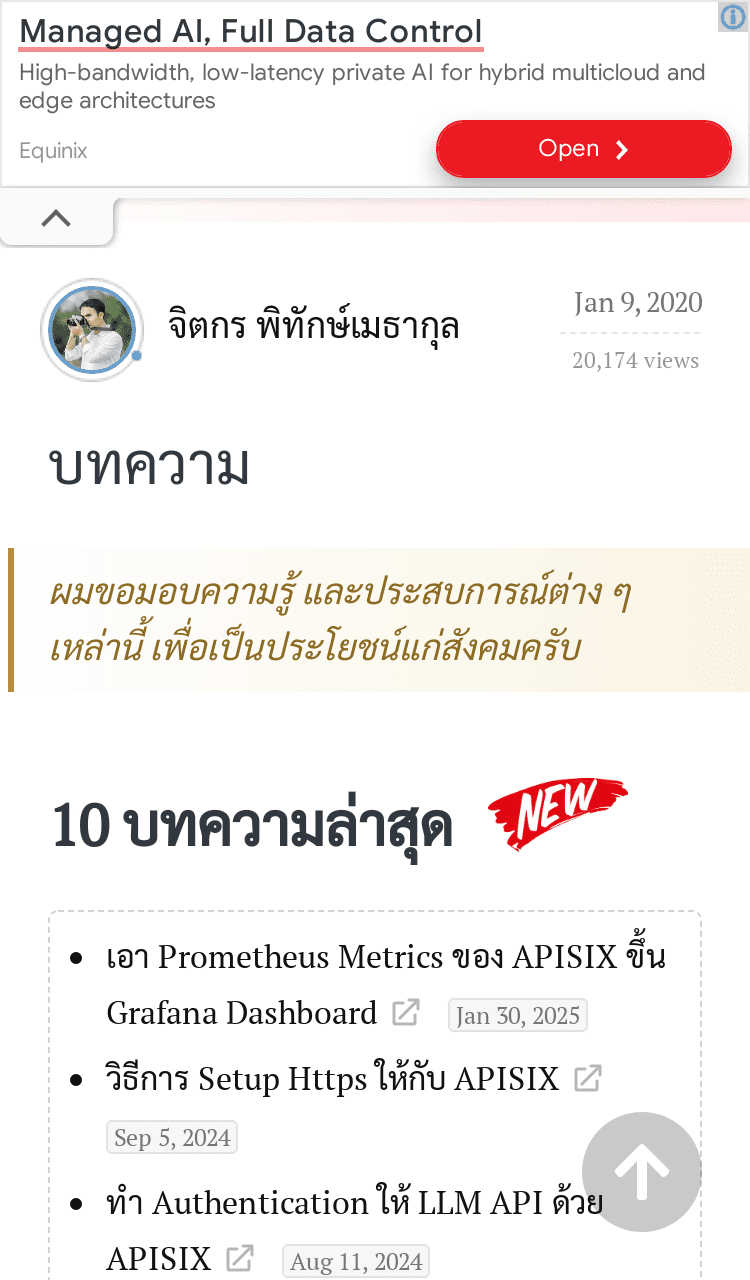 Managed AI, Full Data Control
High-bandwidth, low-latency private AI for hybrid multicloud and
edge architectures
Equinix
Open
จิตกร พิทักษ์เมธากุล
Jan 9, 2020
20,174 views
บทความ
ผมขอมอบความรู้ และประสบการณ์ต่าง ๆ
เหล่านี้ เพื่อเป็นประโยชน์แก่สังคมครับ
10 บทความล่าสุด NEW
เอา Prometheus Metrics ของ APISIX ขึ้น
Grafana Dashboard Jan 30, 2025
วิธีการ Setup Https ให้กับ APISIX
Sep 5, 2024
ทำ Authentication ให้ LLM API ด้วย
APISIX Aug 11, 2024